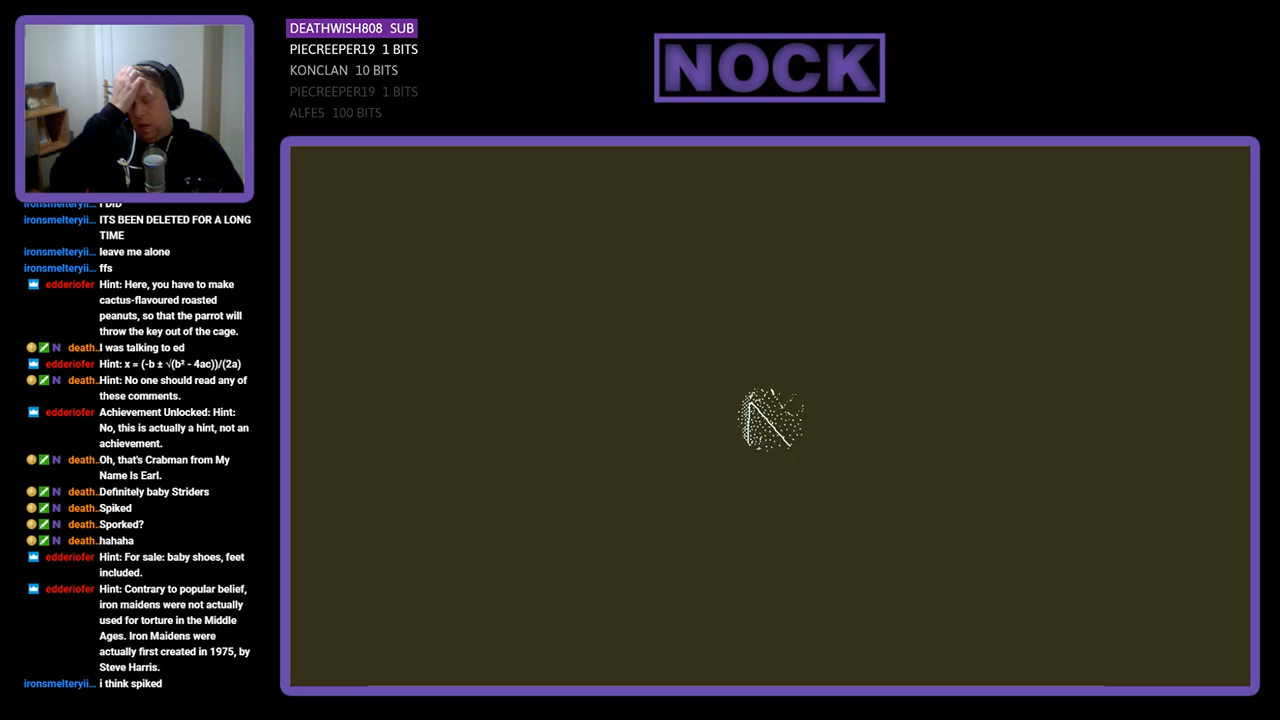 DEATHWISH808 SUB
PIECREEPER19 1 BITS
KONCLAN 10 BITS
PIECREEPER19 1 BITS
ALFE5 100 BITS
NOCK
ironsmelteryii... I DID
ironsmelteryii... ITS BEEN DELETED FOR A LONG
TIME
ironsmelteryii... leave me alone
ironsmelteryii... ffs
edderiofer Hint: Here, you have to make
cactus-flavoured roasted
peanuts, so that the parrot will
throw the key out of the cage.
N death... I was talking to ed
edderiofer Hint: x = (-b ± √(b² - 4ac))/(2a)
N death... Hint: No one should read any of
these comments.
edderiofer Achievement Unlocked: Hint:
No, this is actually a hint, not an
achievement.
N death... Oh, that's Crabman from My
Name Is Earl.
N death... Definitely baby Striders
N death... Spiked
N death... Sporked?
N death... hahaha
edderiofer Hint: For sale: baby shoes, feet
included.
edderiofer Hint: Contrary to popular belief,
iron maidens were not actually
used for torture in the Middle
Ages. Iron Maidens were
actually first created in 1975, by
Steve Harris.
ironsmelteryii... i think spiked